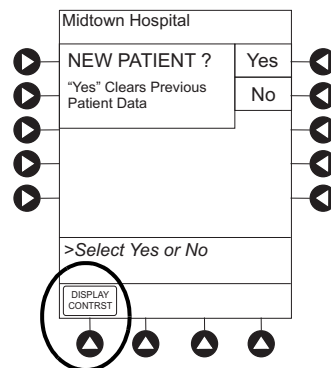 Midtown Hospital
NEW PATIENT ? Yes
“Yes” Clears Previous
Patient Data
No
>Select Yes or No
DISPLAY
CONTRST